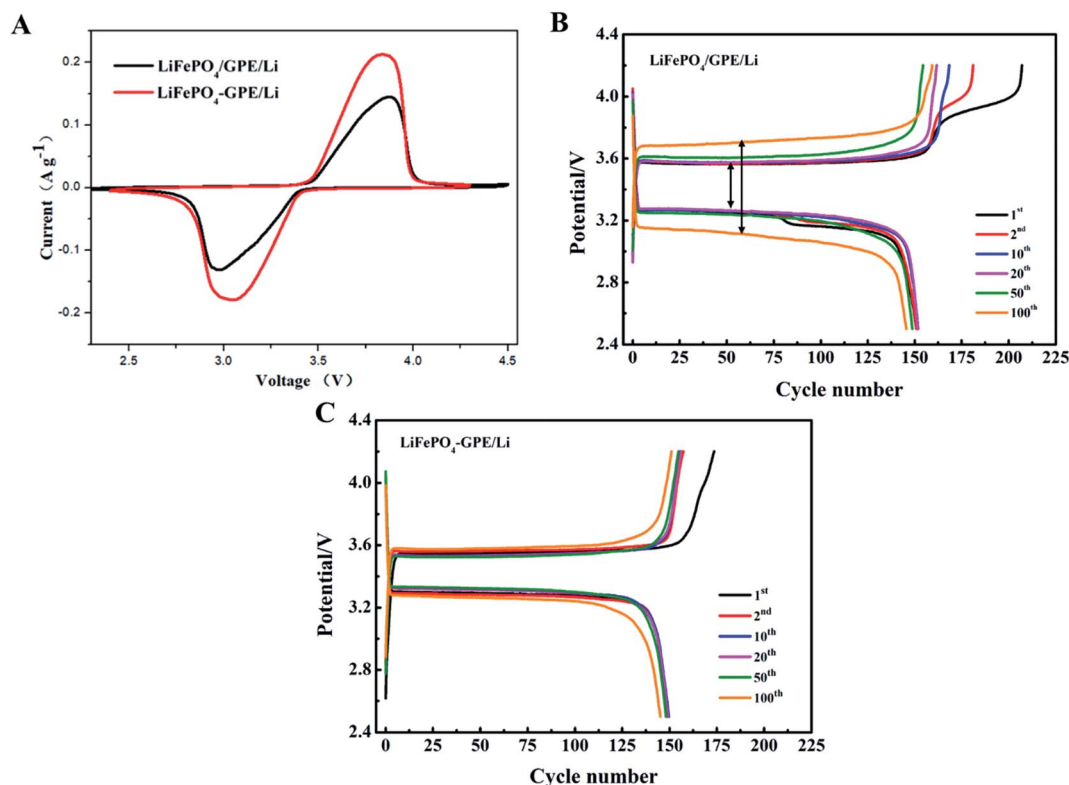 A
LiFePO4/GPE/Li
LiFePO4-GPE/Li
0.2
0.1
0.0
-0.1
-0.2
Current (A g-1)
2.5 3.0 3.5 4.0 4.5
Voltage (V)
B
LiFePO4/GPE/Li
4.4
4.0
3.6
3.2
2.8
2.4
Potential/V
1st
2nd
10th
20th
50th
100th
0 25 50 75 100 125 150 175 200 225
Cycle number
C
LiFePO4-GPE/Li
4.4
4.0
3.6
3.2
2.8
2.4
Potential/V
1st
2nd
10th
20th
50th
100th
0 25 50 75 100 125 150 175 200 225
Cycle number